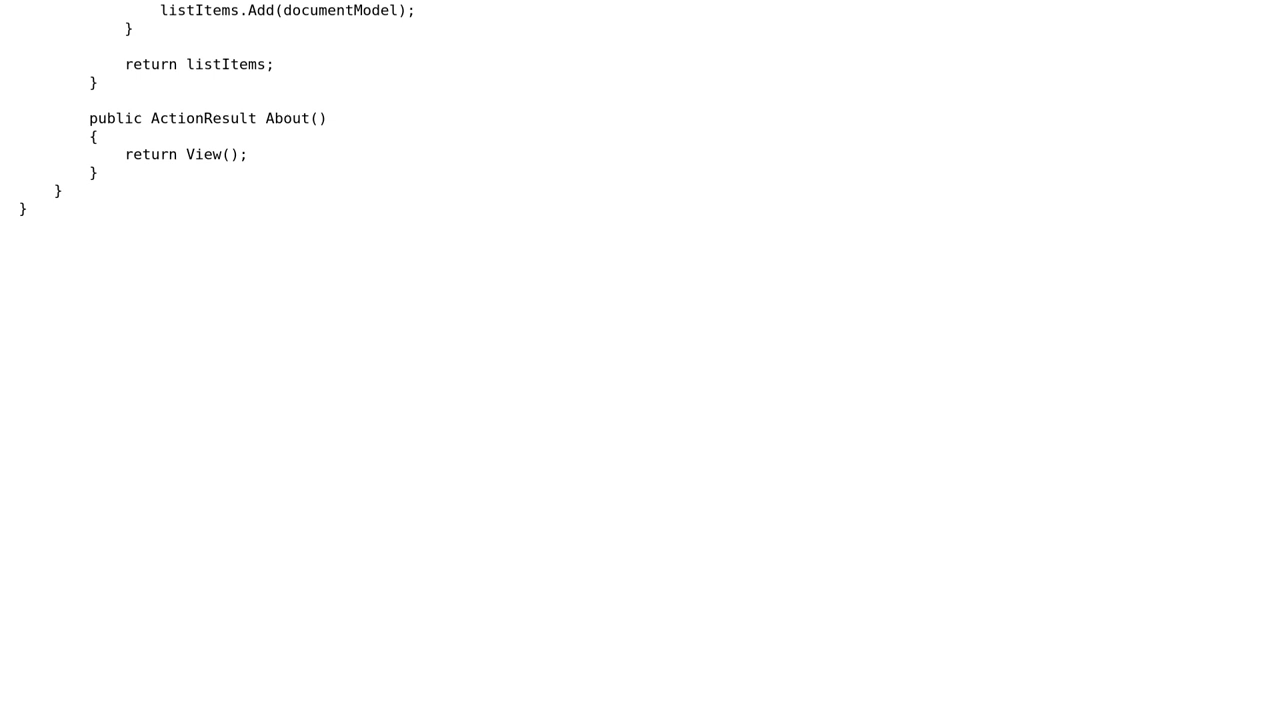 listItems.Add(documentModel);
            }

            return listItems;
        }

        public ActionResult About()
        {
            return View();
        }
    }
}